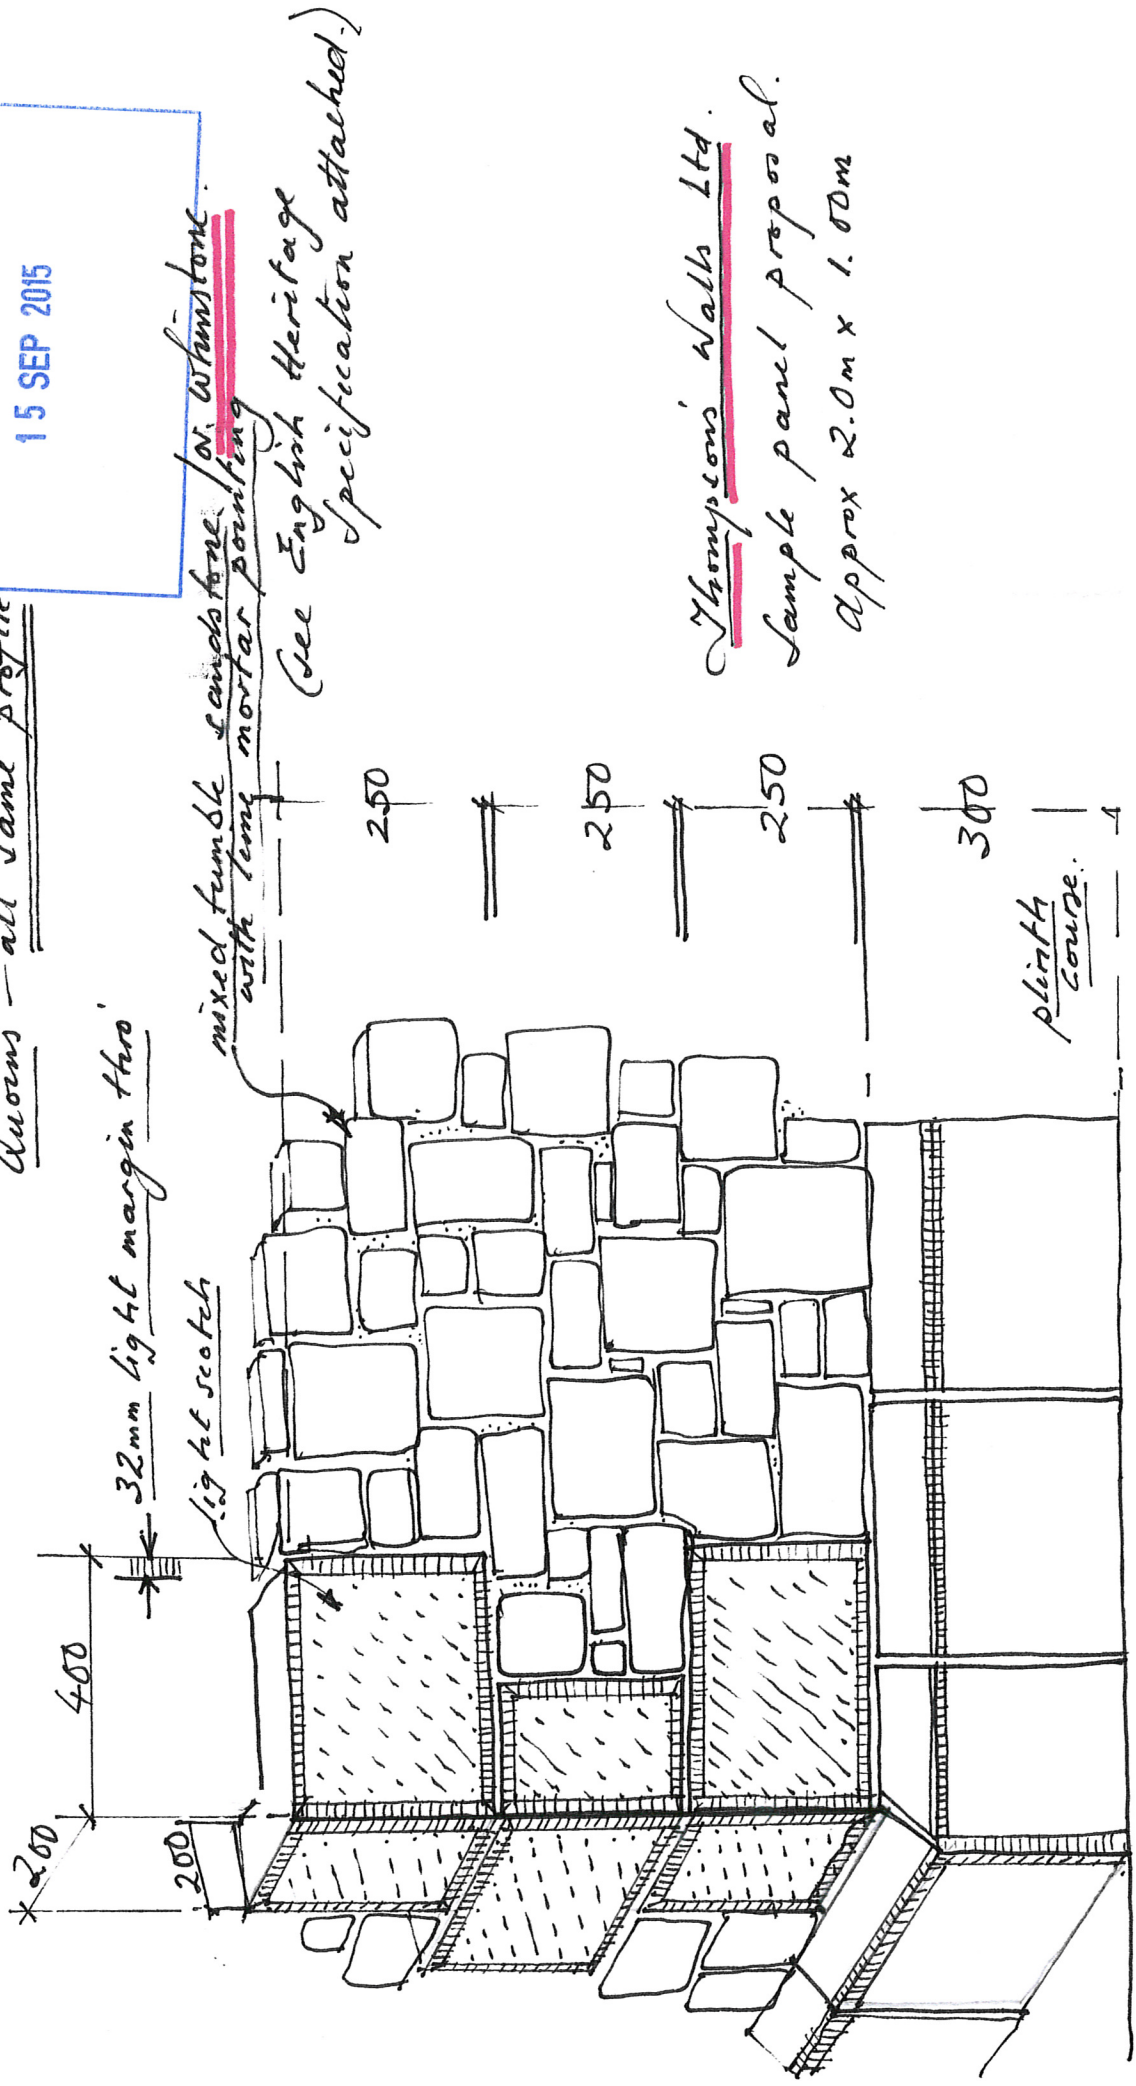 15 SEP 2015
Quoins - all same profile
32mm light margin thro'
light scotch
mixed tumble sandstone / or whinstone.
with lime mortar pointing
(see English Heritage
specification attached.)
400
200
200
250
250
250
300
plinth
course.
Thompson's Walls Ltd.
Sample panel proposal.
Approx 2.0m x 1.00m